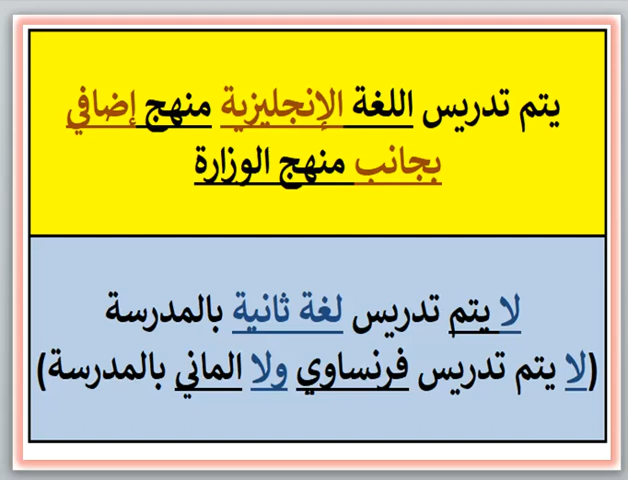 يتم تدريس اللغة الإنجليزية منهج إضافي
بجانب منهج الوزارة
لا يتم تدريس لغة ثانية بالمدرسة
(لا يتم تدريس فرنساوي ولا الماني بالمدرسة)